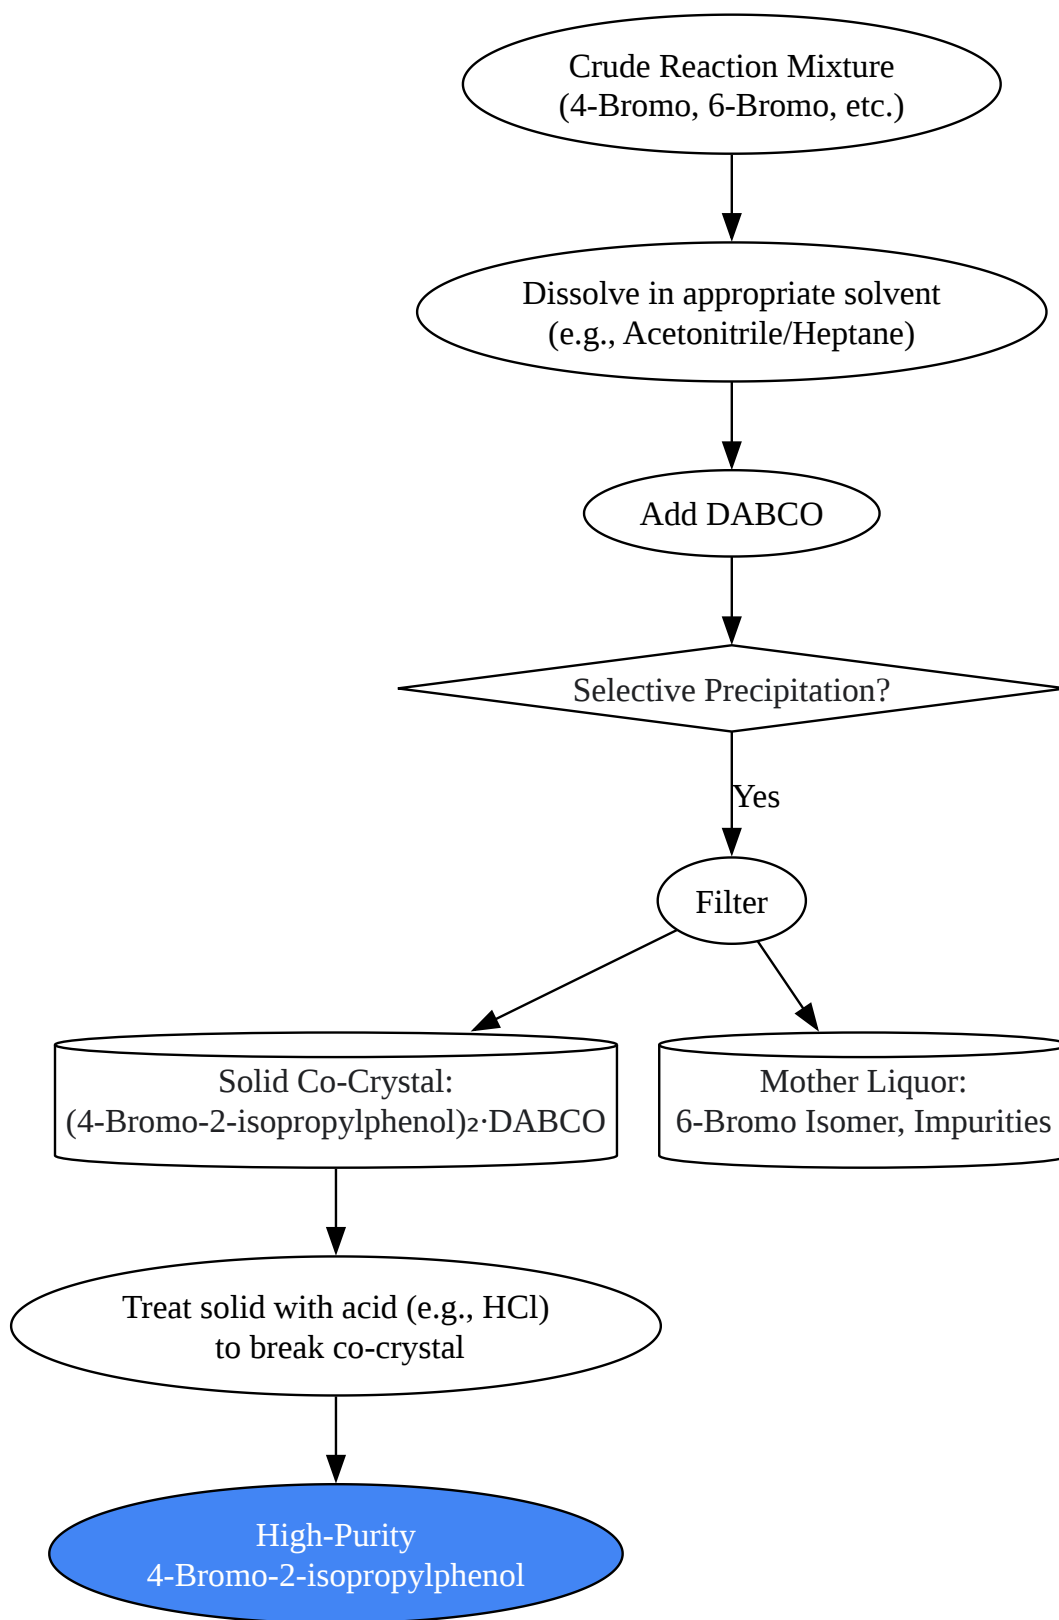 Crude Reaction Mixture
(4-Bromo, 6-Bromo, etc.)
Dissolve in appropriate solvent
(e.g., Acetonitrile/Heptane)
Add DABCO
Selective Precipitation?
Yes
Filter
Solid Co-Crystal:
(4-Bromo-2-isopropylphenol)₂·DABCO
Mother Liquor:
6-Bromo Isomer, Impurities
Treat solid with acid (e.g., HCl)
to break co-crystal
High-Purity
4-Bromo-2-isopropylphenol